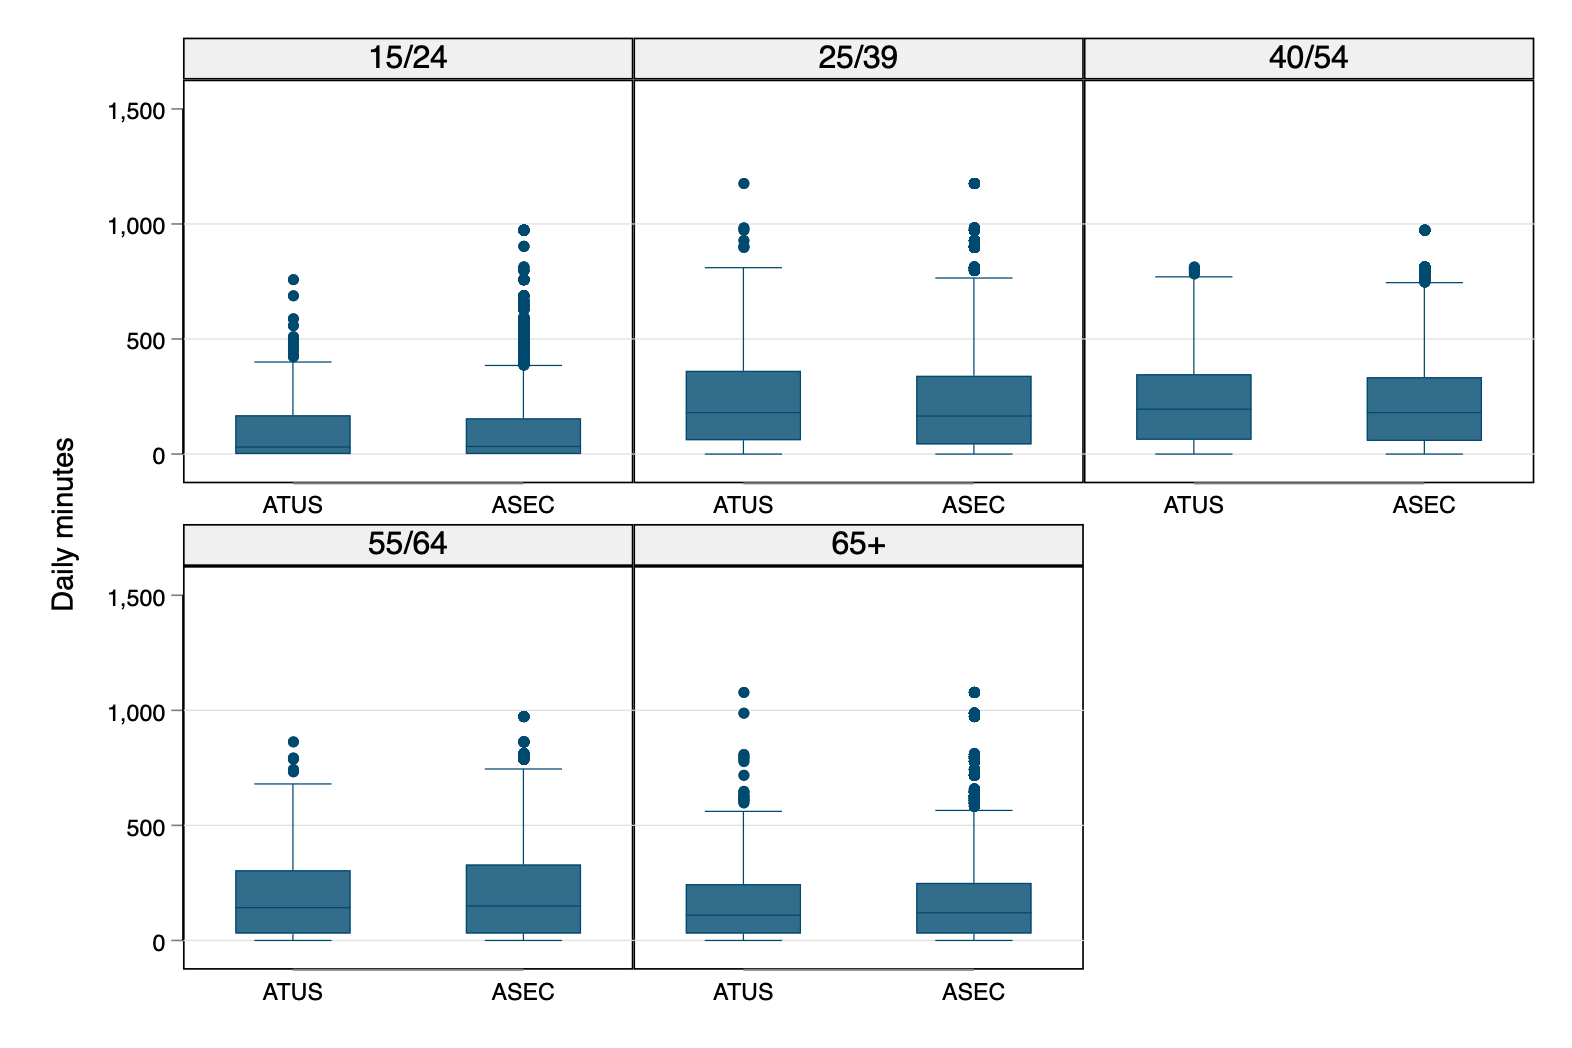 15/24
25/39
40/54
1,500
1,000
500
0
ATUS
ASEC
ATUS
ASEC
ATUS
ASEC
Daily minutes
55/64
65+
1,500
1,000
500
0
ATUS
ASEC
ATUS
ASEC